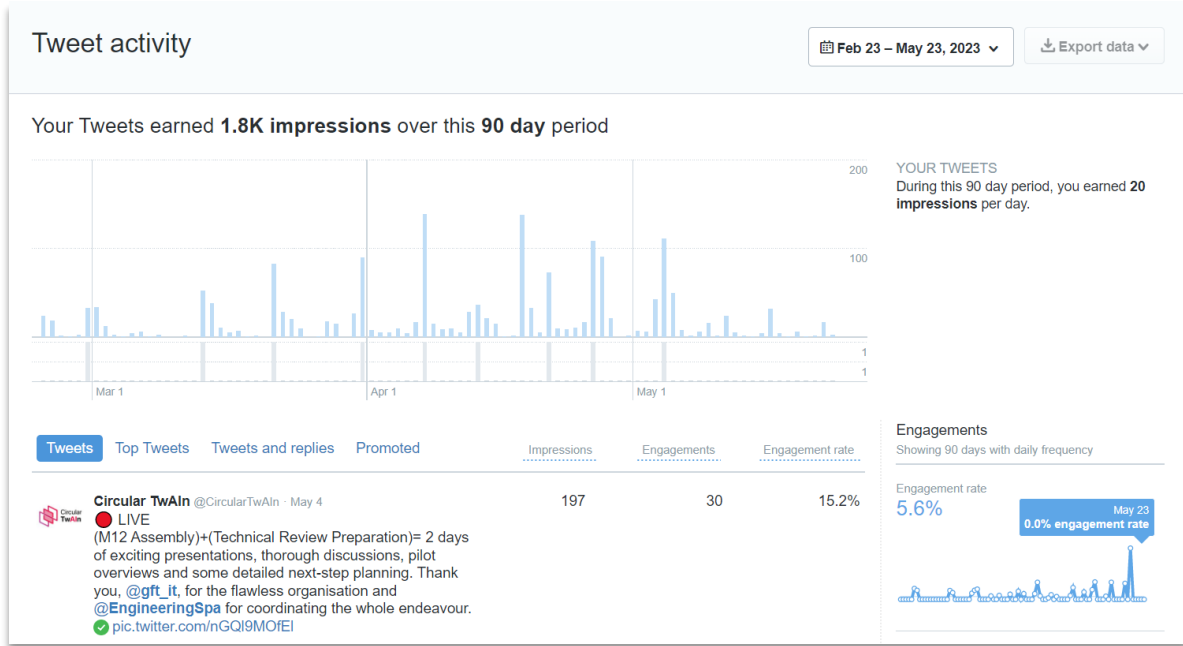 Tweet activity
Feb 23 – May 23, 2023
Export data
Your Tweets earned 1.8K impressions over this 90 day period
200
100
1
1
Mar 1
Apr 1
May 1
YOUR TWEETS
During this 90 day period, you earned 20
impressions per day.
Tweets
Top Tweets
Tweets and replies
Promoted
Impressions
Engagements
Engagement rate
Circular
TwAIn
Circular TwAIn @CircularTwAIn · May 4
LIVE
(M12 Assembly)+(Technical Review Preparation)= 2 days
of exciting presentations, thorough discussions, pilot
overviews and some detailed next-step planning. Thank
you, @gft_it, for the flawless organisation and
@EngineeringSpa for coordinating the whole endeavour.
pic.twitter.com/nGQl9MOfEl
197
30
15.2%
Engagements
Showing 90 days with daily frequency
Engagement rate
5.6%
May 23
0.0% engagement rate